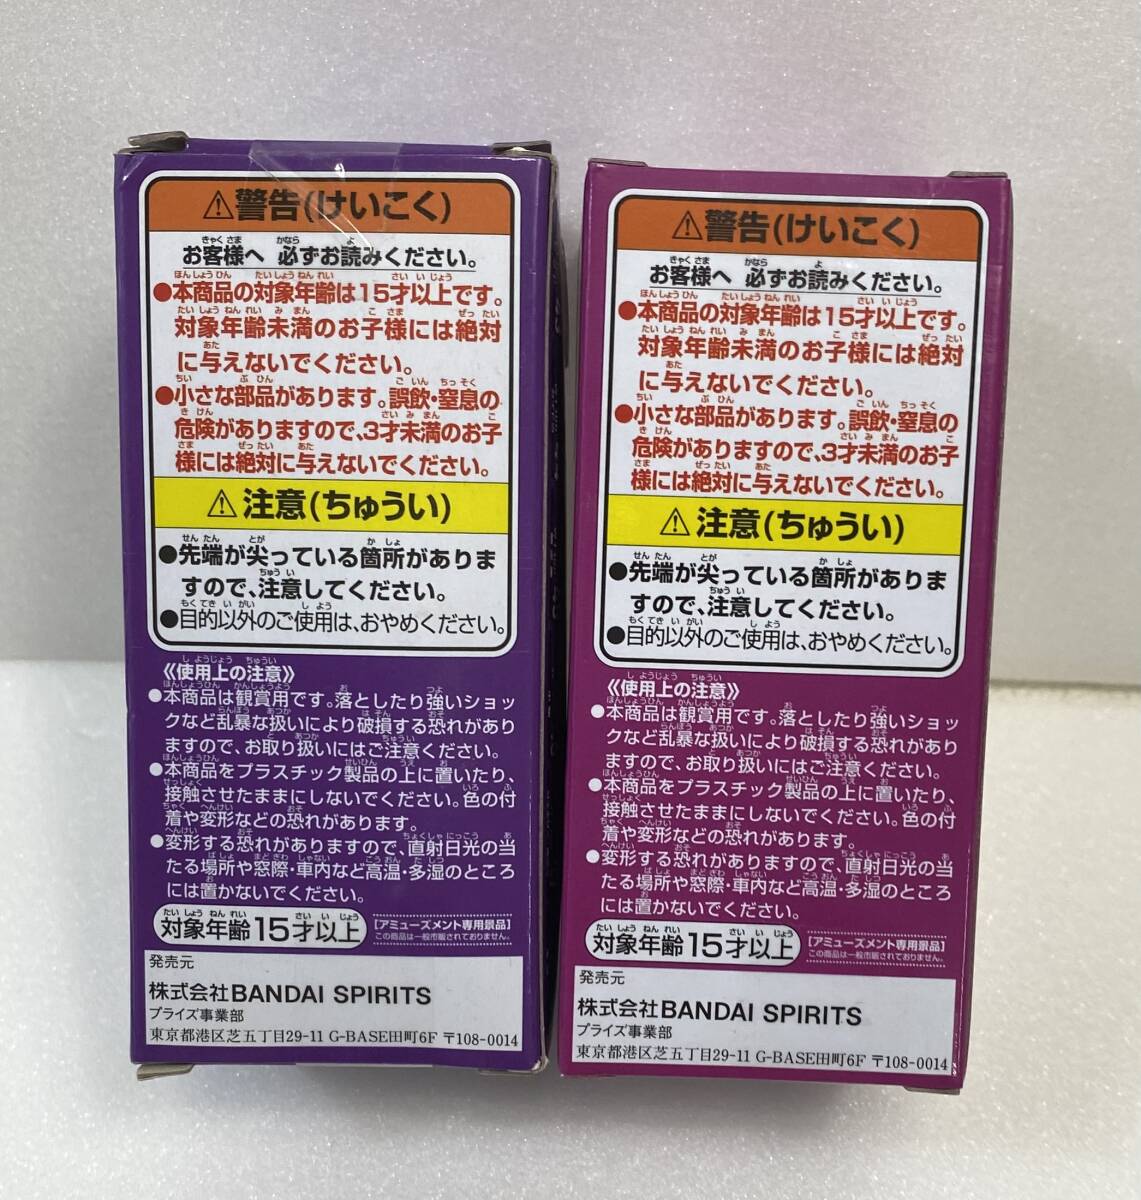 ⚠警告(けいこく)
お客様へ 必ずお読みください。
●本商品の対象年齢は15才以上です。
対象年齢未満のお子様には絶対
に与えないでください。
●小さな部品があります。誤飲・窒息の
危険がありますので、3才未満のお子
様には絶対に与えないでください。
⚠注意(ちゅうい)
●先端が尖っている箇所がありま
すので、注意してください。
●目的以外のご使用は、おやめください。
《使用上の注意》
●本商品は観賞用です。落としたり強いショッ
クなど乱暴な扱いにより破損する恐れがあり
ますので、お取り扱いにはご注意ください。
●本商品をプラスチック製品の上に置いたり、
接触させたままにしないでください。色の付
着や変形などの恐れがあります。
●変形する恐れがありますので、直射日光の当
たる場所や窓際・車内など高温・多湿のところ
には置かないでください。
対象年齢15才以上
[アミューズメント専用景品]
この商品は一般市販されておりません。
発売元
株式会社BANDAI SPIRITS
プライズ事業部
東京都港区芝五丁目29-11 G-BASE田町6F 〒108-0014
⚠警告(けいこく)
お客様へ 必ずお読みください。
●本商品の対象年齢は15才以上です。
対象年齢未満のお子様には絶対
に与えないでください。
●小さな部品があります。誤飲・窒息の
危険がありますので、3才未満のお子
様には絶対に与えないでください。
⚠注意(ちゅうい)
●先端が尖っている箇所がありま
すので、注意してください。
●目的以外のご使用は、おやめください。
《使用上の注意》
●本商品は観賞用です。落としたり強いショッ
クなど乱暴な扱いにより破損する恐れがあり
ますので、お取り扱いにはご注意ください。
●本商品をプラスチック製品の上に置いたり、
接触させたままにしないでください。色の付
着や変形などの恐れがあります。
●変形する恐れがありますので、直射日光の当
たる場所や窓際・車内など高温・多湿のところ
には置かないでください。
対象年齢15才以上
[アミューズメント専用景品]
この商品は一般市販されておりません。
発売元
株式会社BANDAI SPIRITS
プライズ事業部
東京都港区芝五丁目29-11 G-BASE田町6F 〒108-0014